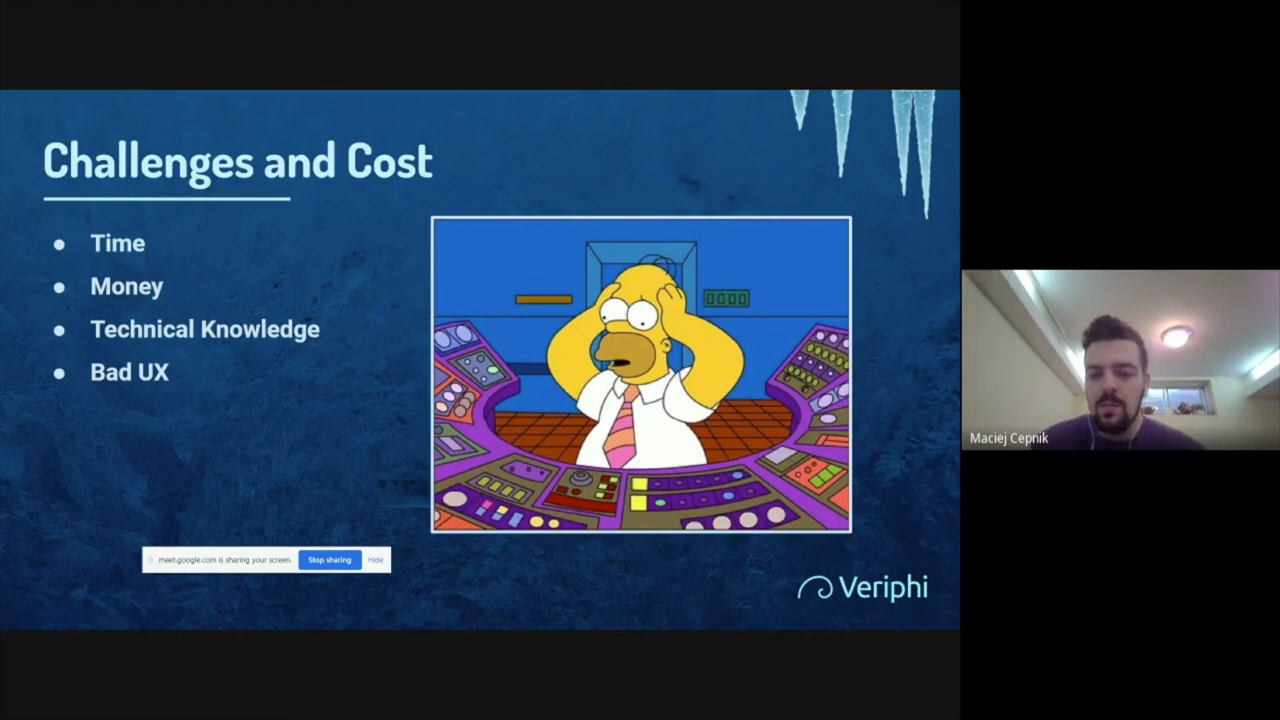 Challenges and Cost
● Time
● Money
● Technical Knowledge
● Bad UX
meet.google.com is sharing your screen. Stop sharing Hide
Veriphi
Maciej Cepnik